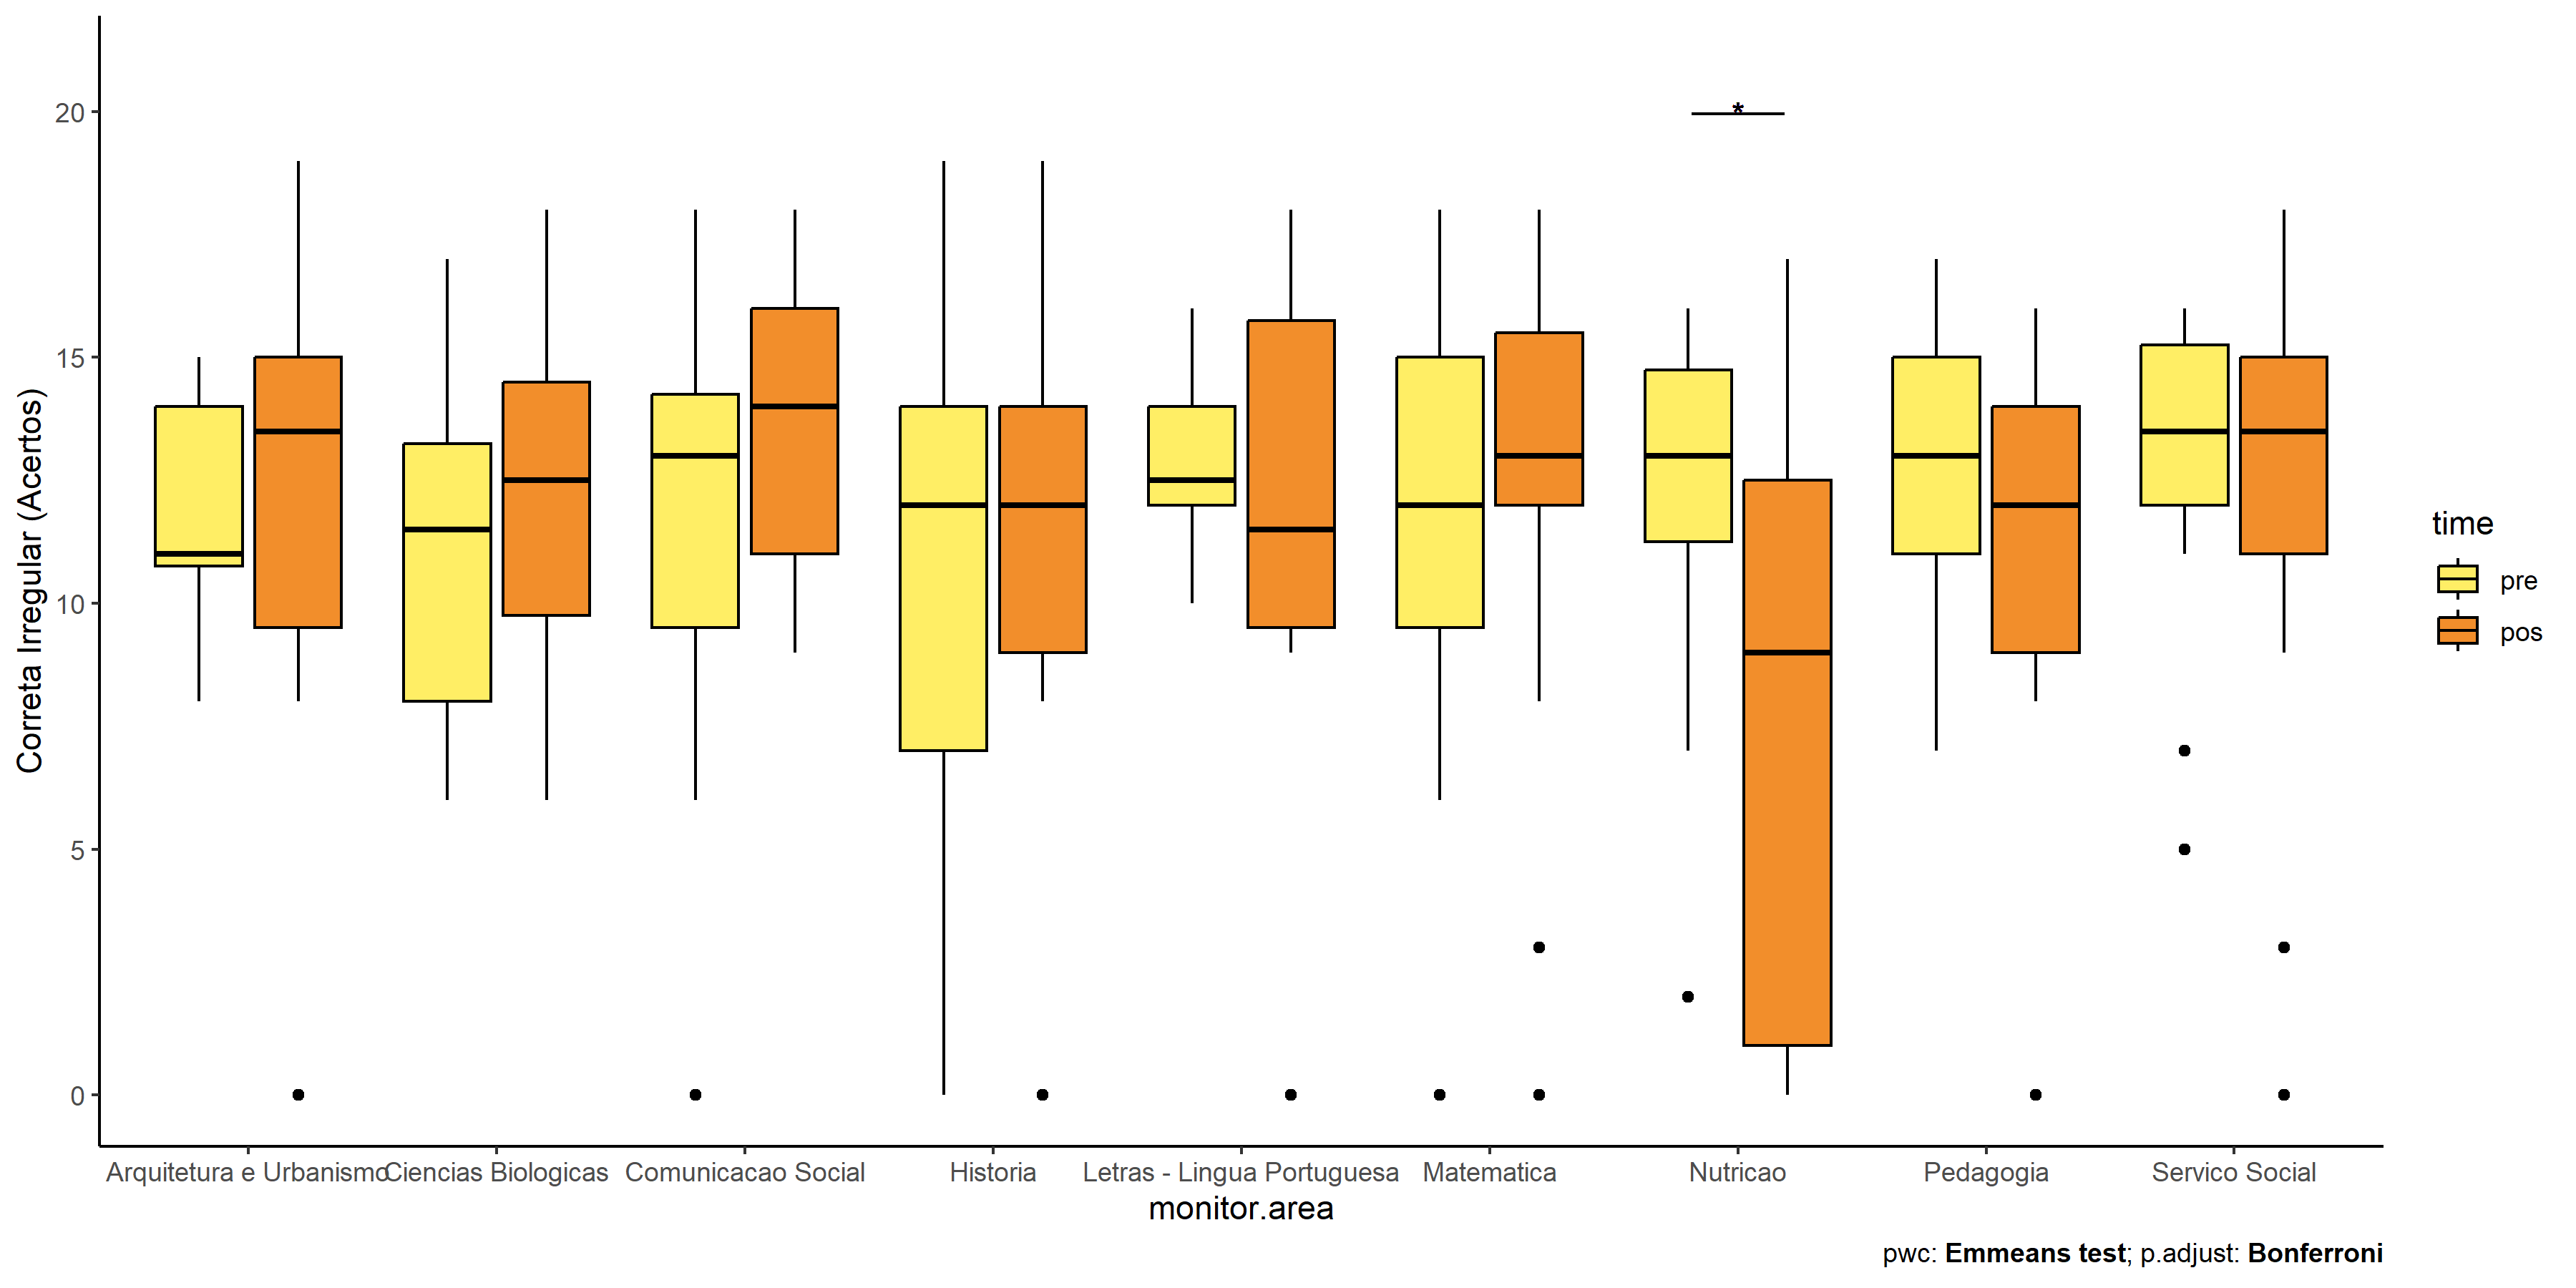 Correta Irregular (Acertos)
20
15
10
5
0
*
Arquitetura e Urbanismo
Ciencias Biologicas
Comunicacao Social
Historia
Letras - Lingua Portuguesa
Matematica
Nutricao
Pedagogia
Servico Social
monitor.area
time
pre
pos
pwc: Emmeans test; p.adjust: Bonferroni